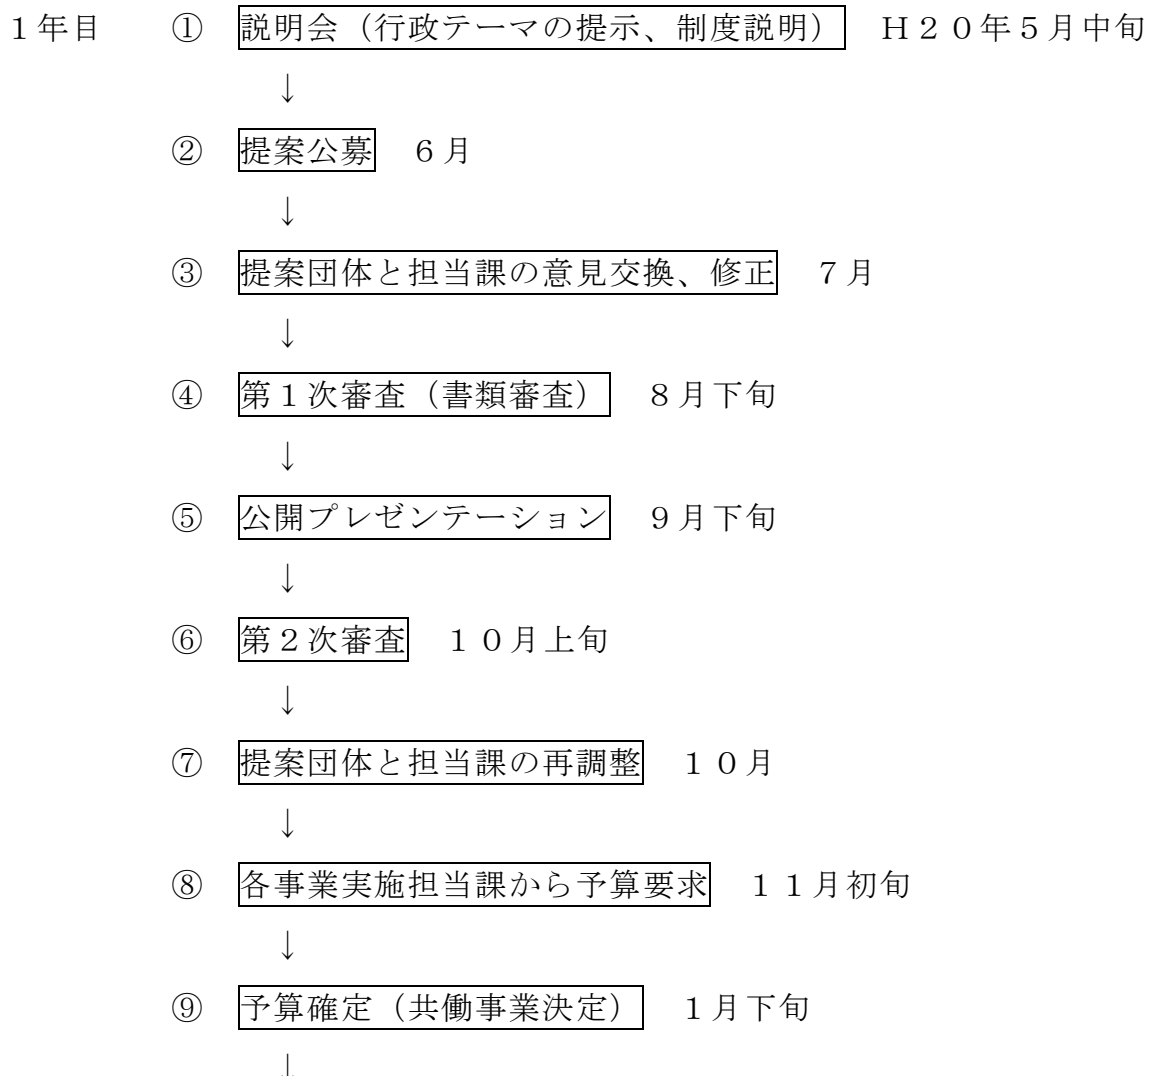 １年目　①　説明会（行政テーマの提示、制度説明）　Ｈ２０年５月中旬
↓
②　提案公募　６月
↓
③　提案団体と担当課の意見交換、修正　７月
↓
④　第１次審査（書類審査）　８月下旬
↓
⑤　公開プレゼンテーション　９月下旬
↓
⑥　第２次審査　１０月上旬
↓
⑦　提案団体と担当課の再調整　１０月
↓
⑧　各事業実施担当課から予算要求　１１月初旬
↓
⑨　予算確定（共働事業決定）　１月下旬
↓